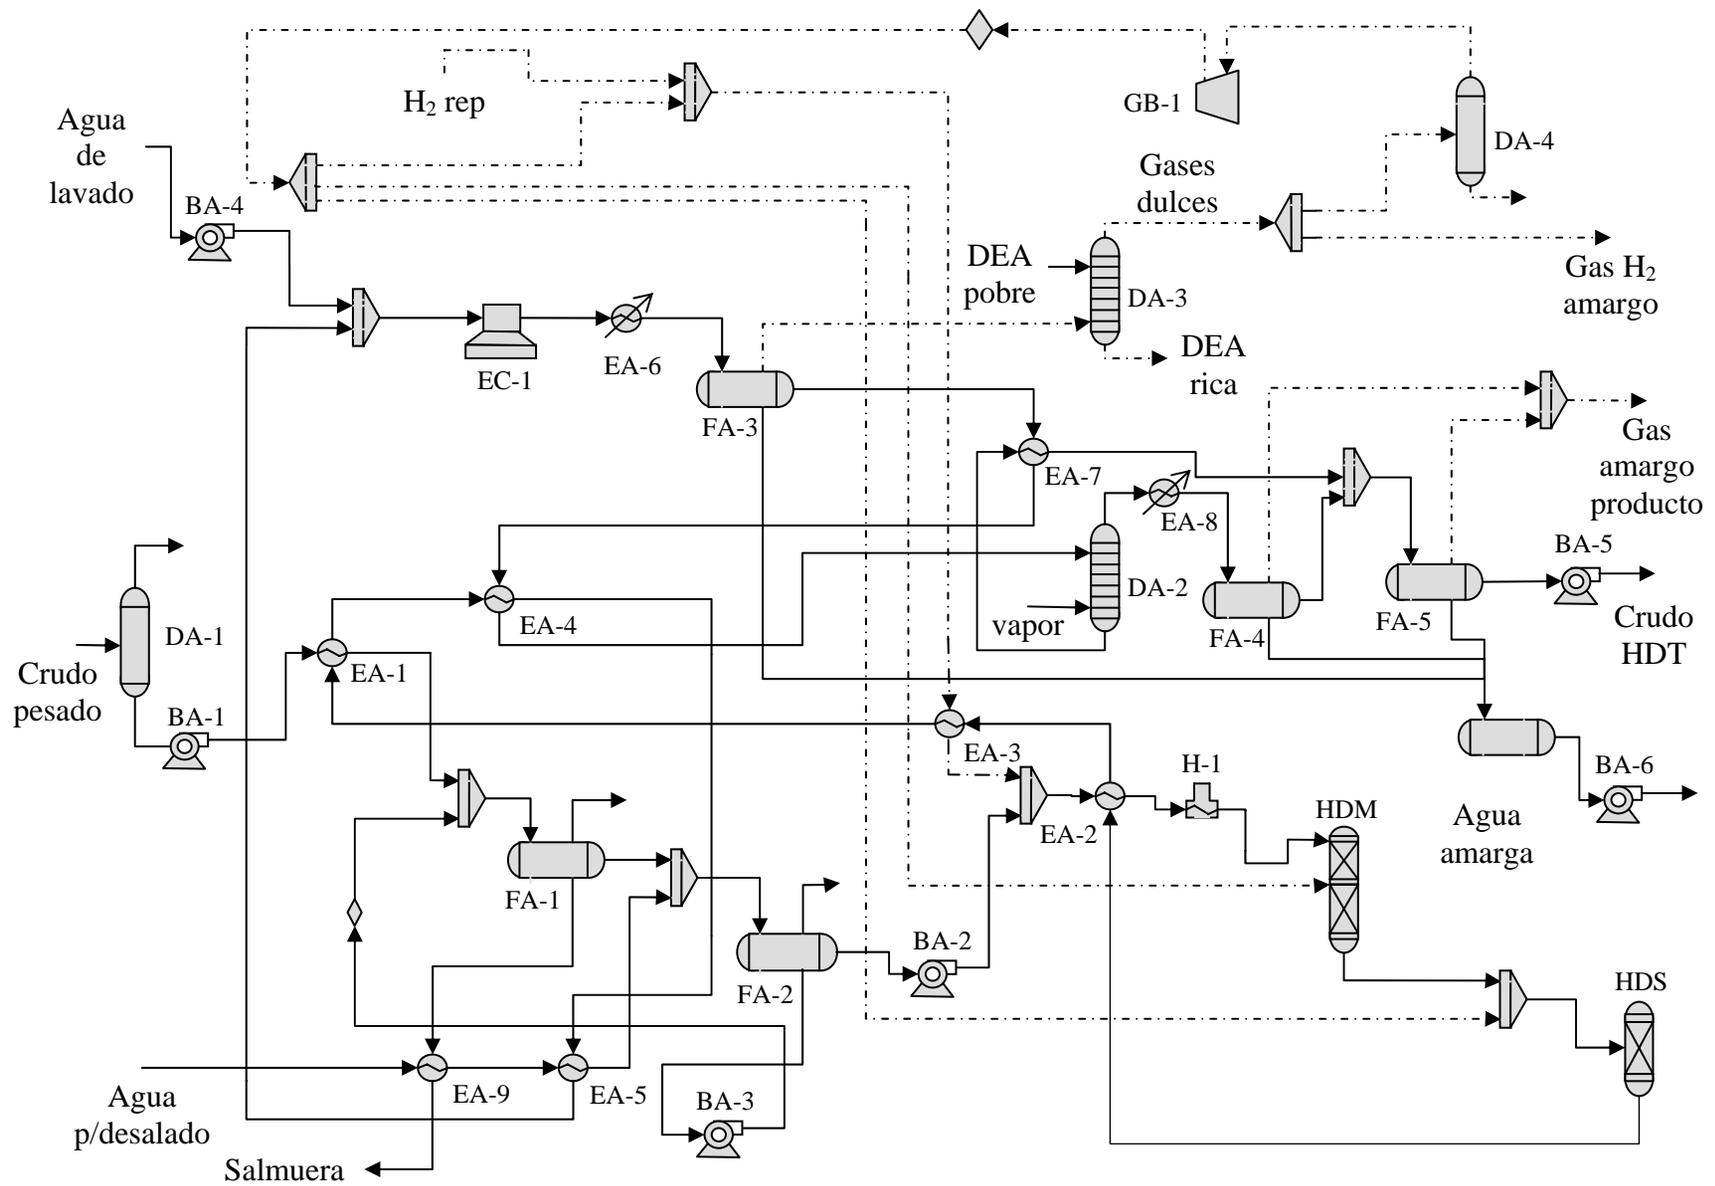 H₂ rep
GB-1
DA-4
Agua
de
lavado
BA-4
Gases
dulces
DEA
pobre
DA-3
Gas H₂
amargo
DEA
rica
EC-1
EA-6
FA-3
Gas
amargo
producto
EA-7
EA-8
BA-5
DA-2
vapor
FA-4
FA-5
Crudo
HDT
DA-1
EA-4
EA-1
Crudo
pesado
BA-1
EA-3
H-1
BA-6
HDM
EA-2
Agua
amarga
FA-1
BA-2
FA-2
HDS
Agua
p/desalado
EA-9
EA-5
BA-3
Salmuera